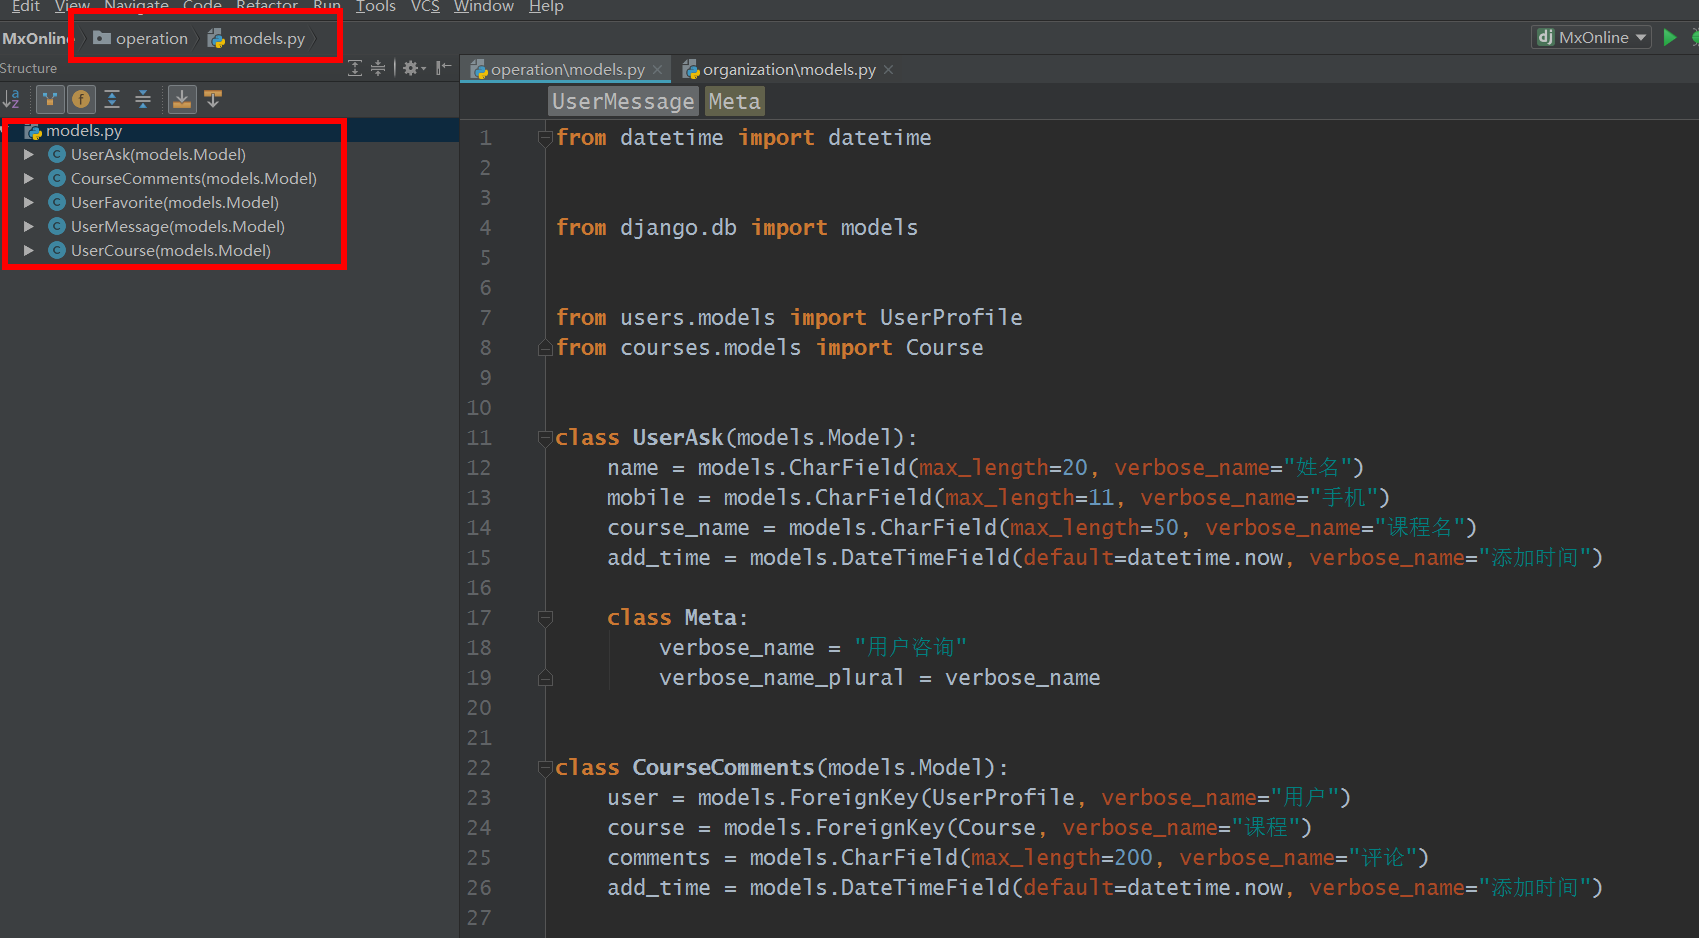 Edit View Navigate Code Refactor Run Tools VCS Window Help
MxOnline operation models.py
MxOnline
Structure
operation\models.py organization\models.py
UserMessage Meta
models.py
UserAsk(models.Model)
CourseComments(models.Model)
UserFavorite(models.Model)
UserMessage(models.Model)
UserCourse(models.Model)
1 from datetime import datetime
2
3
4 from django.db import models
5
6
7 from users.models import UserProfile
8 from courses.models import Course
9
10
11 class UserAsk(models.Model):
12 name = models.CharField(max_length=20, verbose_name="姓名")
13 mobile = models.CharField(max_length=11, verbose_name="手机")
14 course_name = models.CharField(max_length=50, verbose_name="课程名")
15 add_time = models.DateTimeField(default=datetime.now, verbose_name="添加时间")
16
17 class Meta:
18 verbose_name = "用户咨询"
19 verbose_name_plural = verbose_name
20
21
22 class CourseComments(models.Model):
23 user = models.ForeignKey(UserProfile, verbose_name="用户")
24 course = models.ForeignKey(Course, verbose_name="课程")
25 comments = models.CharField(max_length=200, verbose_name="评论")
26 add_time = models.DateTimeField(default=datetime.now, verbose_name="添加时间")
27